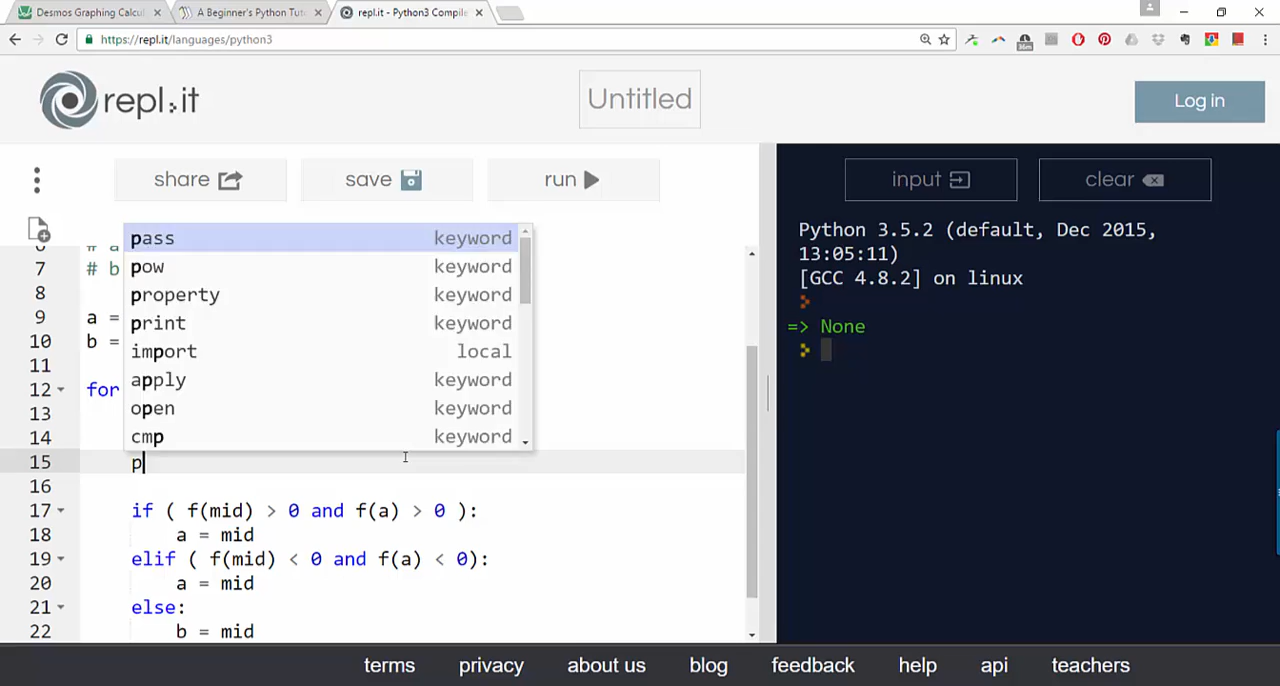 Desmos Graphing Calcul
A Beginner's Python Tut
repl.it - Python3 Compile
https://repl.it/languages/python3
36m
repl.it
Untitled
Log in
share
save
run
input
clear
6 # a
7 # b
8
9 a =
10 b =
11
12 for
13
14
15 p
16
17 if ( f(mid) > 0 and f(a) > 0 ):
18 a = mid
19 elif ( f(mid) < 0 and f(a) < 0):
20 a = mid
21 else:
22 b = mid
pass keyword
pow keyword
property keyword
print keyword
import local
apply keyword
open keyword
cmp keyword
Python 3.5.2 (default, Dec 2015,
13:05:11)
[GCC 4.8.2] on linux
=> None
terms privacy about us blog feedback help api teachers